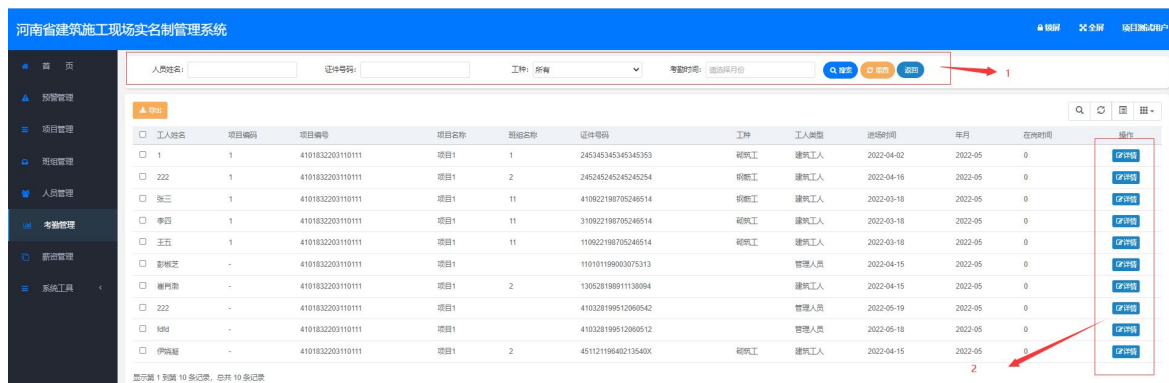 河南省建筑施工现场实名制管理系统 锁屏 全屏 项目测试用户
首 页
预警管理
项目管理
班组管理
人员管理
考勤管理
薪资管理
系统工具
人员姓名： 证件号码： 工种： 所有 考勤时间： 请选择月份 搜索 重置 返回 1
导出
工人姓名 项目编码 项目编号 项目名称 班组名称 证件号码 工种 工人类型 进场时间 年月 在岗时间 操作
1 1 4101832203110111 项目1 1 245345345345345353 砌筑工 建筑工人 2022-04-02 2022-05 0 详情
222 1 4101832203110111 项目1 2 245245245245245254 钢筋工 建筑工人 2022-04-16 2022-05 0 详情
张三 1 4101832203110111 项目1 11 410922198705246514 钢筋工 建筑工人 2022-03-18 2022-05 0 详情
李四 1 4101832203110111 项目1 11 310922198705246514 砌筑工 建筑工人 2022-03-18 2022-05 0 详情
王五 1 4101832203110111 项目1 11 110922198705246514 砌筑工 建筑工人 2022-03-18 2022-05 0 详情
彭椒芝 - 4101832203110111 项目1 110101199003075313 管理人员 2022-04-15 2022-05 0 详情
- 4101832203110111 项目1 2 130528198911138094 建筑工人 2022-04-15 2022-05 0 详情
222 - 4101832203110111 项目1 410328199512060542 管理人员 2022-05-19 2022-05 0 详情
fdfd - 4101832203110111 项目1 410328199512060512 管理人员 2022-05-18 2022-05 0 详情
- 4101832203110111 项目1 2 45112119640213540X 砌筑工 建筑工人 2022-04-15 2022-05 0 详情
2
显示第 1 到第 10 条记录，总共 10 条记录